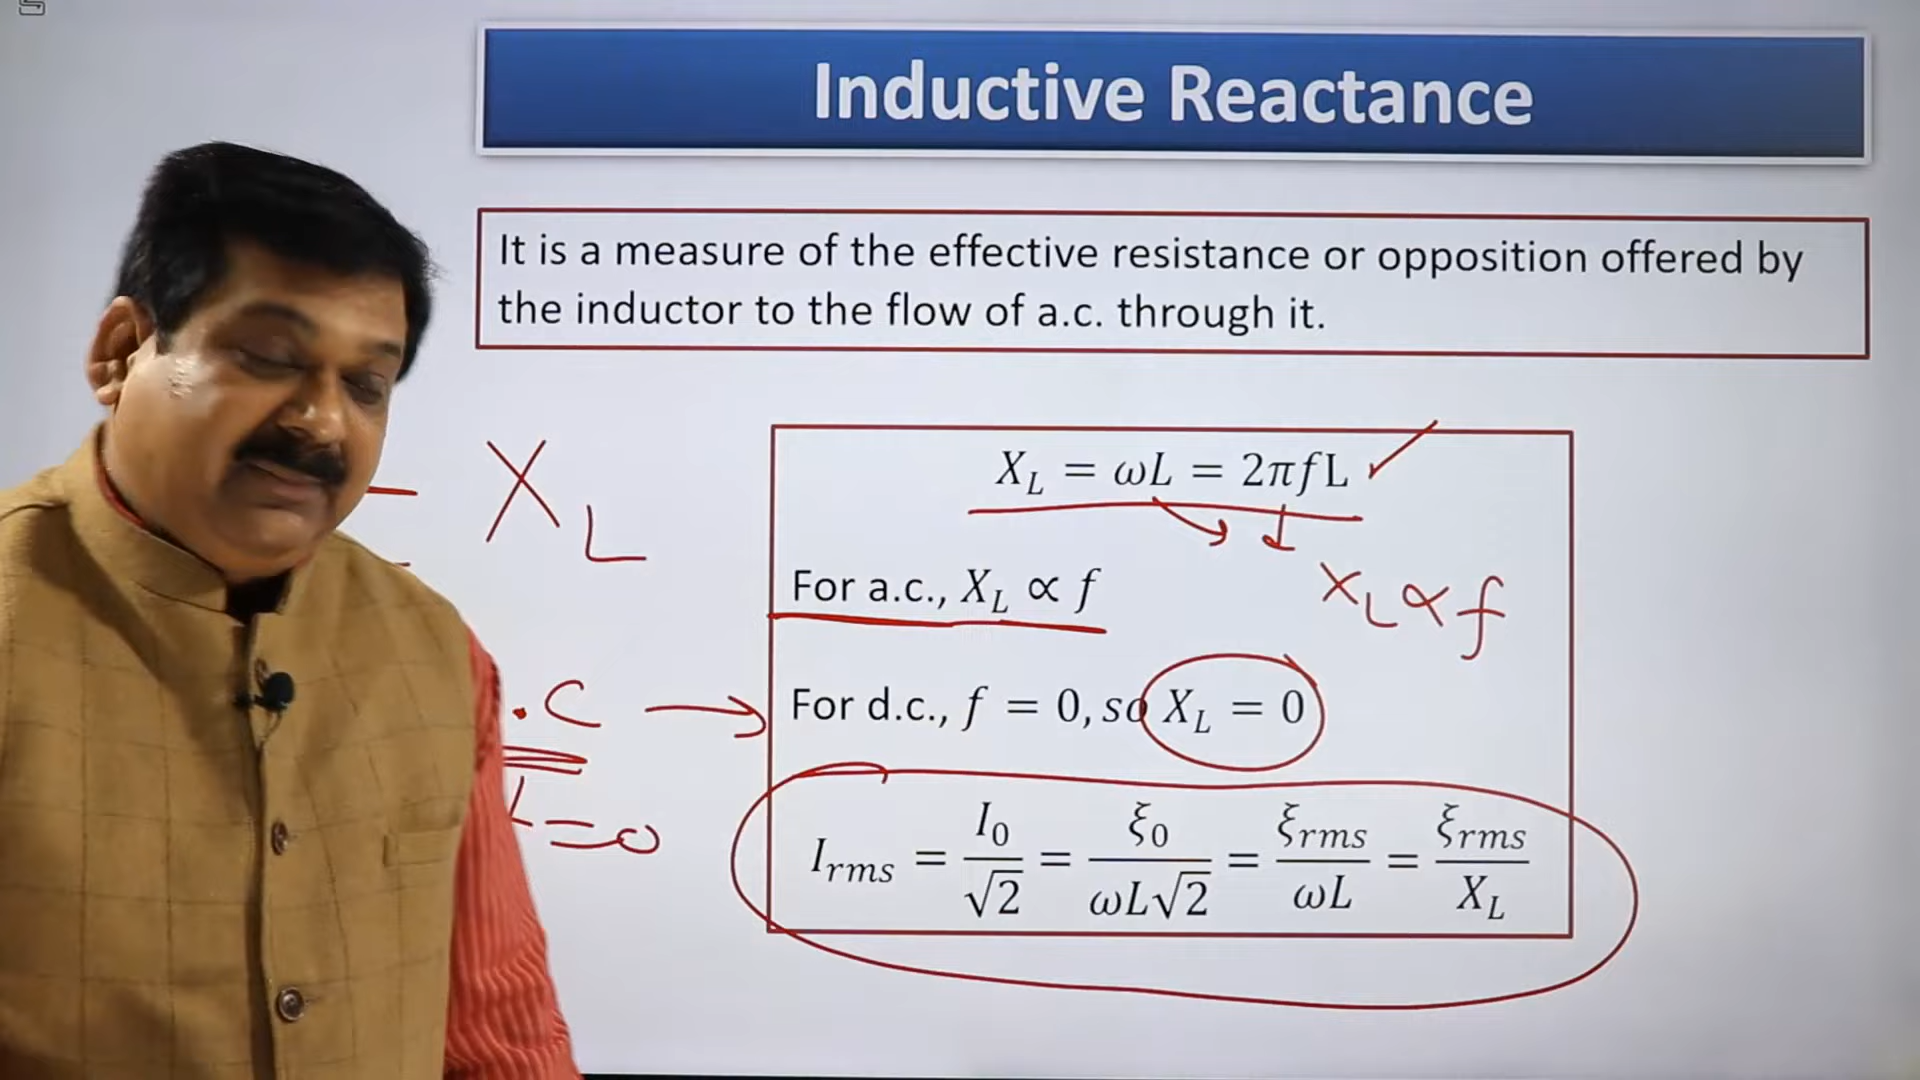 Inductive Reactance
It is a measure of the effective resistance or opposition offered by
the inductor to the flow of a.c. through it.
X_L
X_L = ωL = 2πfL
For a.c., X_L ∝ f
X_L ∝ f
.C
For d.c., f = 0, so X_L = 0
L=0
I_rms = I_0/√2 = ξ_0/ωL√2 = ξ_rms/ωL = ξ_rms/X_L